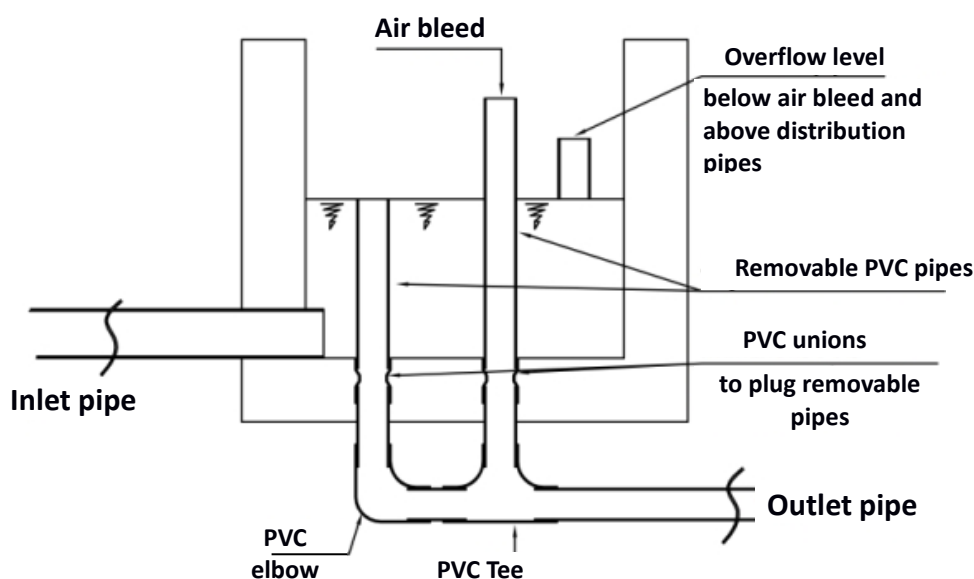 Air bleed
Overflow level
below air bleed and
above distribution
pipes
Removable PVC pipes
PVC unions
to plug removable
pipes
Inlet pipe
Outlet pipe
PVC
elbow
PVC Tee